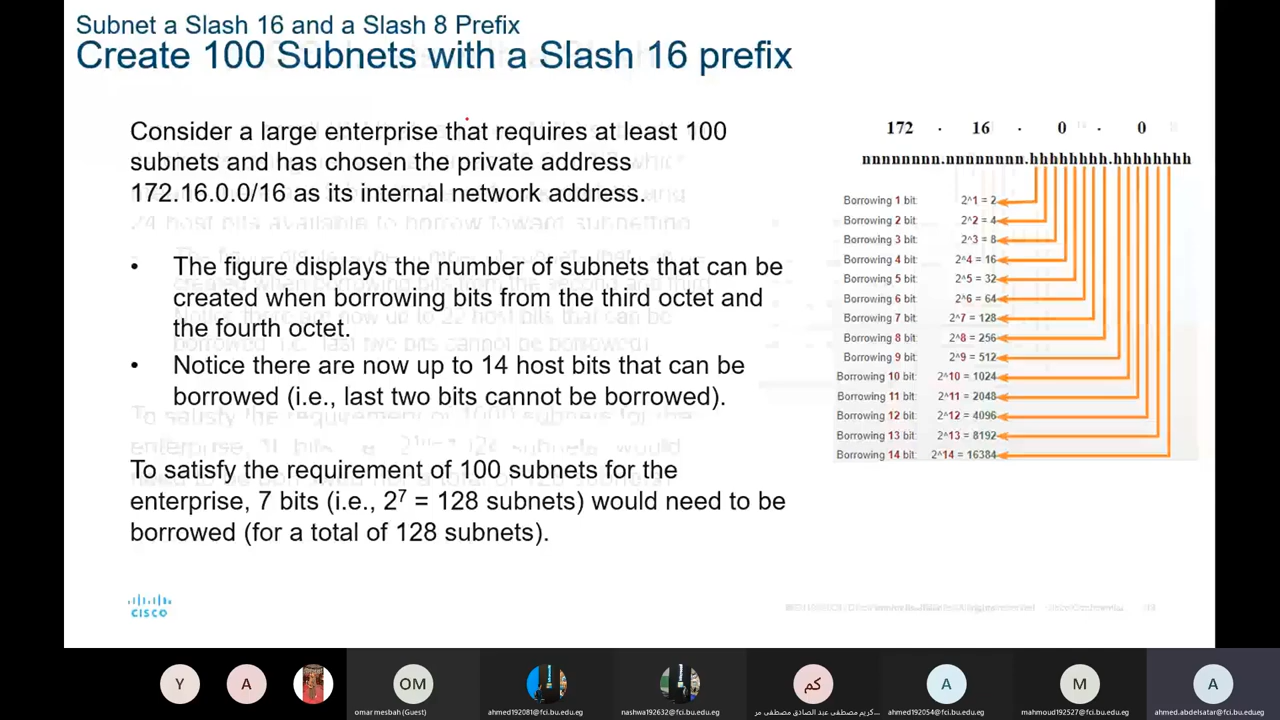 Subnet a Slash 16 and a Slash 8 Prefix
Create 100 Subnets with a Slash 16 prefix
Consider a large enterprise that requires at least 100
subnets and has chosen the private address
172.16.0.0/16 as its internal network address.
• The figure displays the number of subnets that can be
created when borrowing bits from the third octet and
the fourth octet.
• Notice there are now up to 14 host bits that can be
borrowed (i.e., last two bits cannot be borrowed).
To satisfy the requirement of 100 subnets for the
enterprise, 7 bits (i.e., 2⁷ = 128 subnets) would need to be
borrowed (for a total of 128 subnets).
172 . 16 . 0 . 0
nnnnnnnn.nnnnnnnn.hhhhhhhh.hhhhhhhh
Borrowing 1 bit: 2^1 = 2
Borrowing 2 bit: 2^2 = 4
Borrowing 3 bit: 2^3 = 8
Borrowing 4 bit: 2^4 = 16
Borrowing 5 bit: 2^5 = 32
Borrowing 6 bit: 2^6 = 64
Borrowing 7 bit: 2^7 = 128
Borrowing 8 bit: 2^8 = 256
Borrowing 9 bit: 2^9 = 512
Borrowing 10 bit: 2^10 = 1024
Borrowing 11 bit: 2^11 = 2048
Borrowing 12 bit: 2^12 = 4096
Borrowing 13 bit: 2^13 = 8192
Borrowing 14 bit: 2^14 = 16384
CISCO
Y
A
OM
omar mesbah (Guest)
ahmed192081@fci.bu.edu.eg
nashwa192632@fci.bu.edu.eg
كم
كريم مصطفى عبد الصادق مصطفى مر...
A
ahmed192054@fci.bu.edu.eg
M
mahmoud192527@fci.bu.edu.eg
A
ahmed.abdelsatar@fci.bu.edu.eg